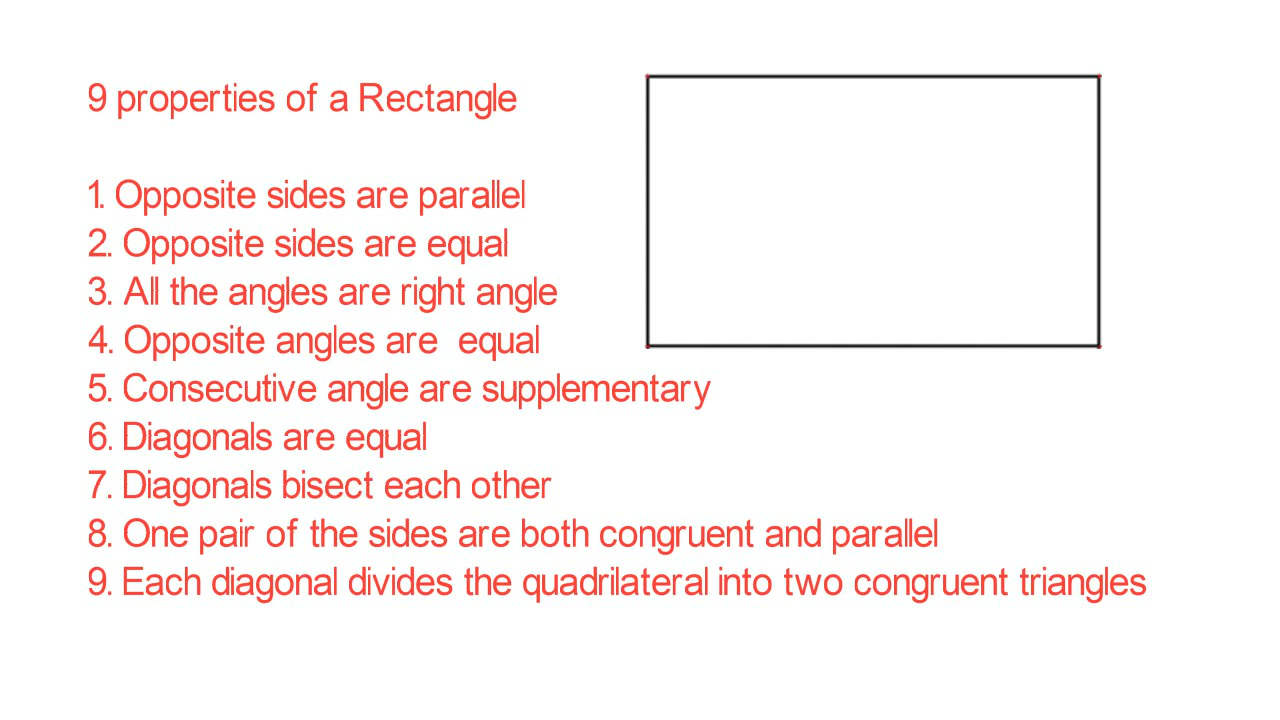 9 properties of a Rectangle
1. Opposite sides are parallel
2. Opposite sides are equal
3. All the angles are right angle
4. Opposite angles are  equal
5. Consecutive angle are supplementary
6. Diagonals are equal
7. Diagonals bisect each other
8. One pair of the sides are both congruent and parallel
9. Each diagonal divides the quadrilateral into two congruent triangles